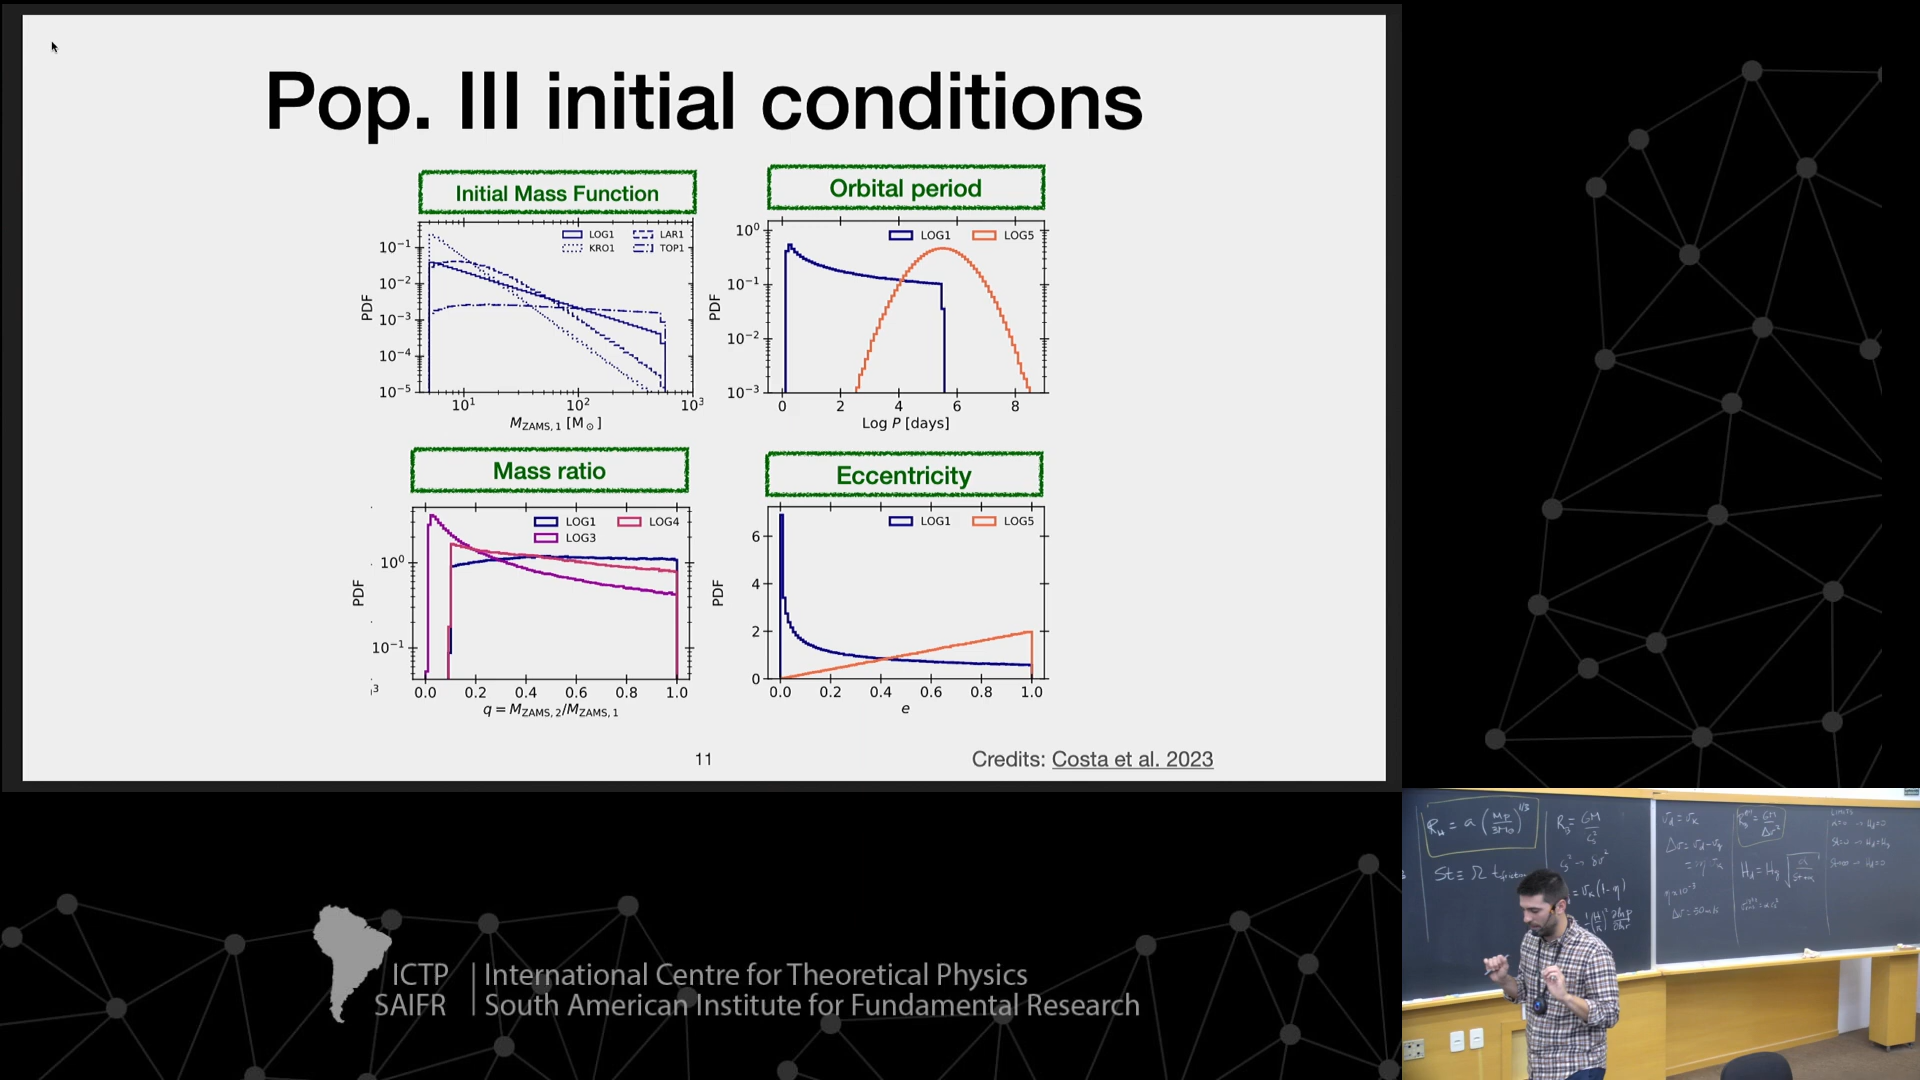 Pop. III initial conditions
Initial Mass Function
Orbital period
LOG1
LAR1
KRO1
TOP1
10⁻¹
10⁻²
10⁻³
10⁻⁴
10⁻⁵
PDF
10¹
10²
10³
M_ZAMS, 1 [M_⊙]
LOG1
LOG5
10⁰
10⁻¹
10⁻²
10⁻³
PDF
0 2 4 6 8
Log P [days]
Mass ratio
Eccentricity
LOG1
LOG4
LOG3
10⁰
10⁻¹
PDF
0.0 0.2 0.4 0.6 0.8 1.0
q = M_ZAMS, 2/M_ZAMS, 1
LOG1
LOG5
6
4
2
0
PDF
0.0 0.2 0.4 0.6 0.8 1.0
e
11
Credits: Costa et al. 2023
ICTP
SAIFR
International Centre for Theoretical Physics
South American Institute for Fundamental Research